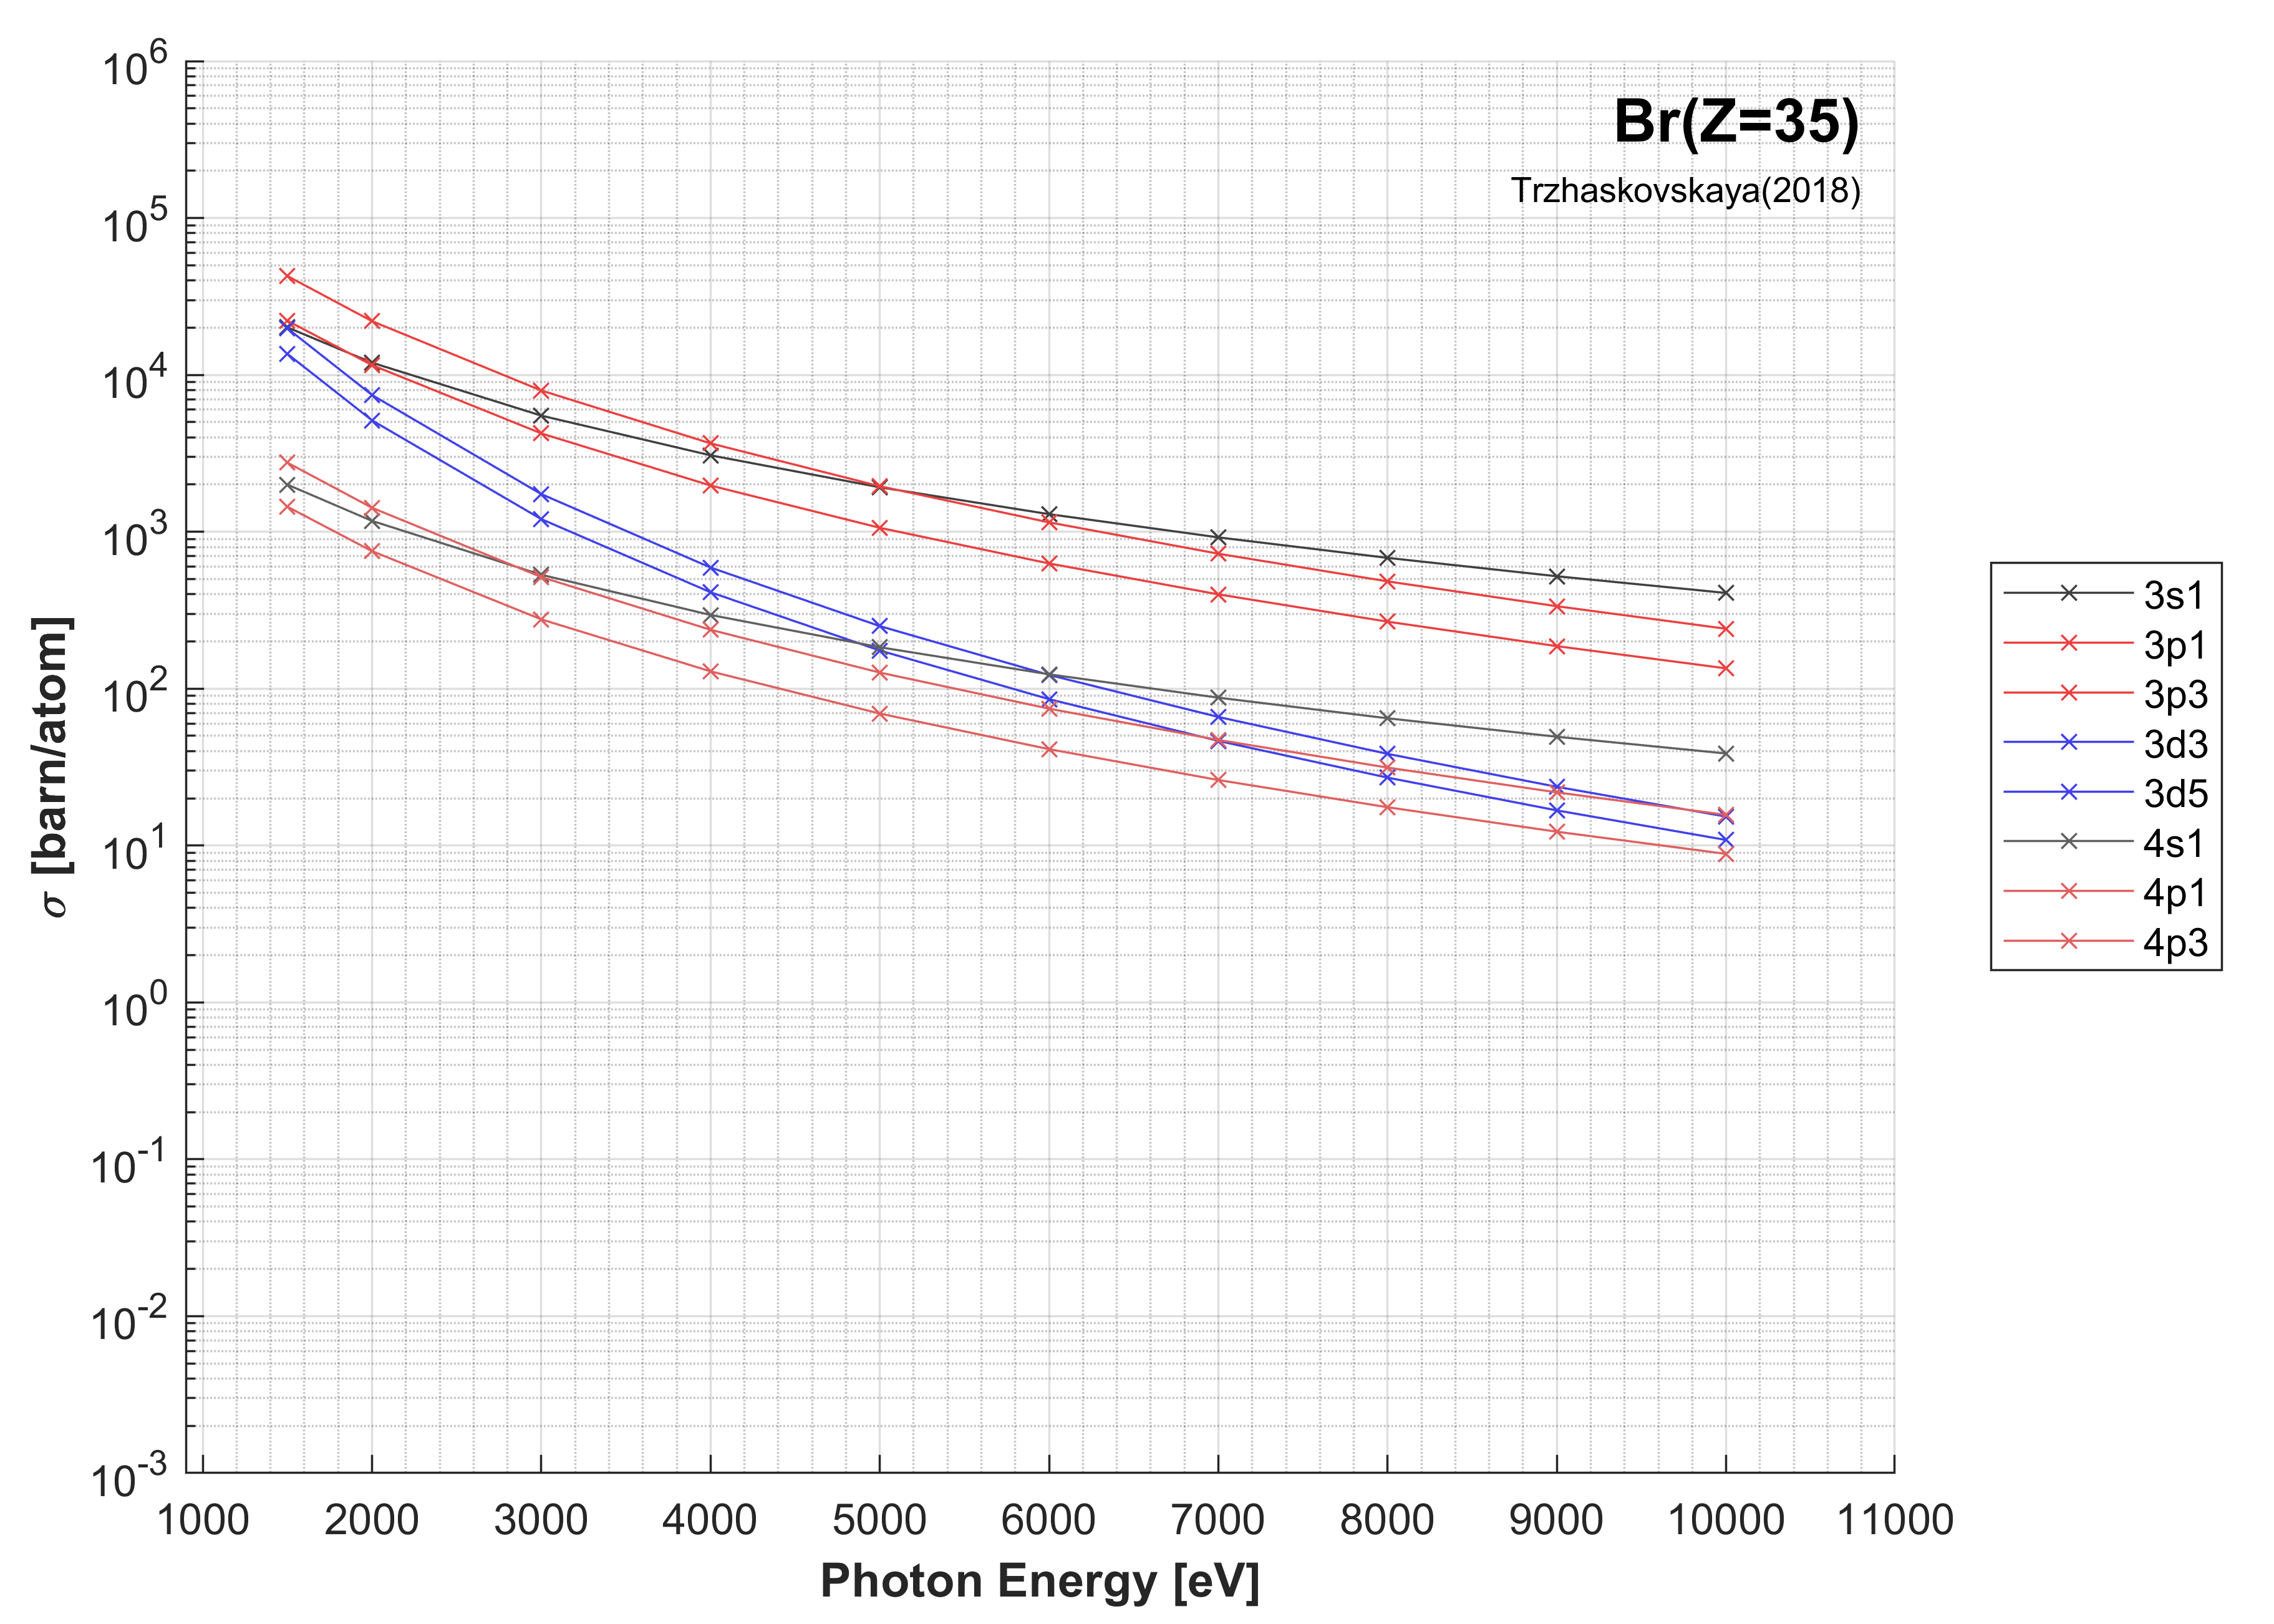 Br(Z=35)
Trzhaskovskaya(2018)
10^6
10^5
10^4
10^3
10^2
10^1
10^0
10^-1
10^-2
10^-3
σ [barn/atom]
1000 2000 3000 4000 5000 6000 7000 8000 9000 10000 11000
Photon Energy [eV]
3s1
3p1
3p3
3d3
3d5
4s1
4p1
4p3